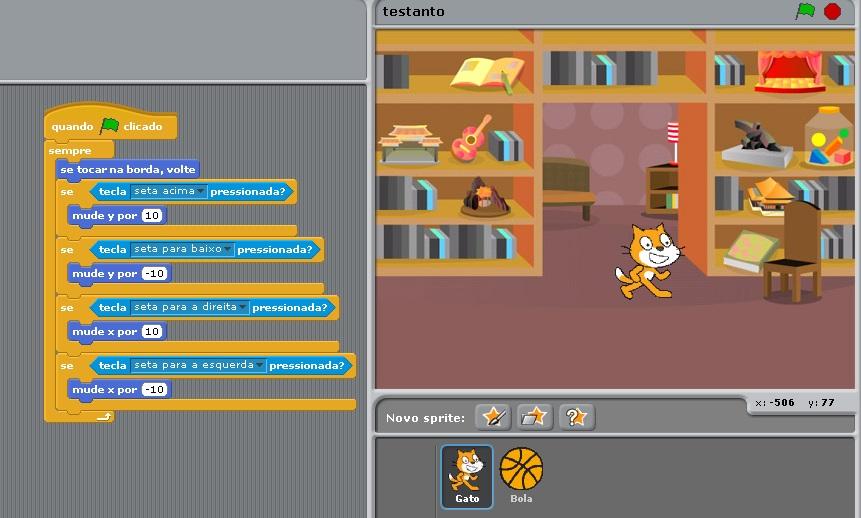 testanto
quando clicado
sempre
se tocar na borda, volte
se tecla seta acima pressionada?
mude y por 10
se tecla seta para baixo pressionada?
mude y por -10
se tecla seta para a direita pressionada?
mude x por 10
se tecla seta para a esquerda pressionada?
mude x por -10
x: -506 y: 77
Novo sprite:
Gato
Bola